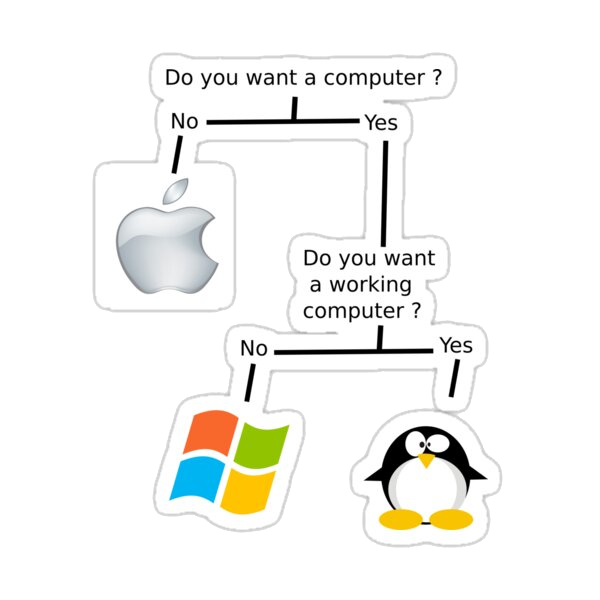 Do you want a computer ?
No
Yes
Do you want
a working
computer ?
No
Yes